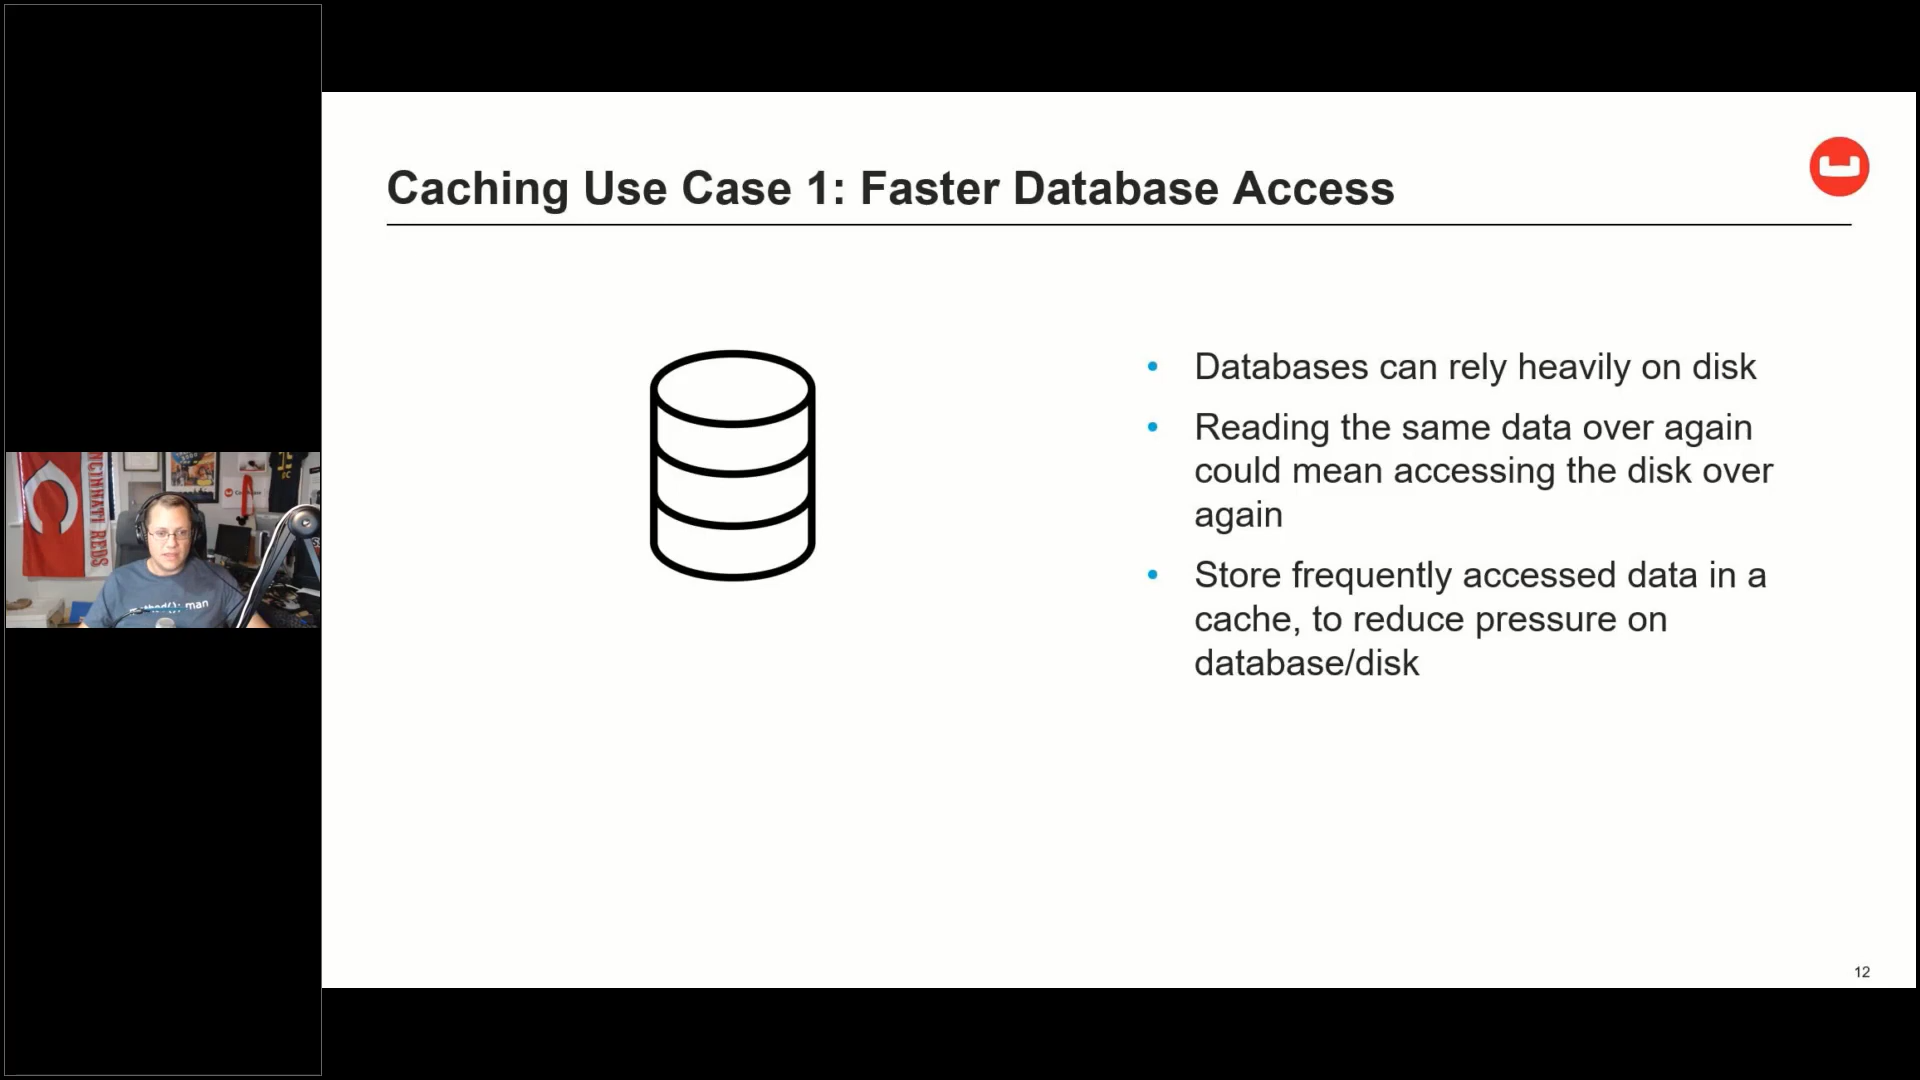 Caching Use Case 1: Faster Database Access
• Databases can rely heavily on disk
• Reading the same data over again
could mean accessing the disk over
again
• Store frequently accessed data in a
cache, to reduce pressure on
database/disk
12
REDS
man